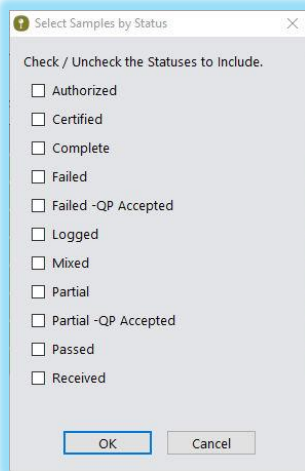 Select Samples by Status
Check / Uncheck the Statuses to Include.
Authorized
Certified
Complete
Failed
Failed -QP Accepted
Logged
Mixed
Partial
Partial -QP Accepted
Passed
Received
OK Cancel